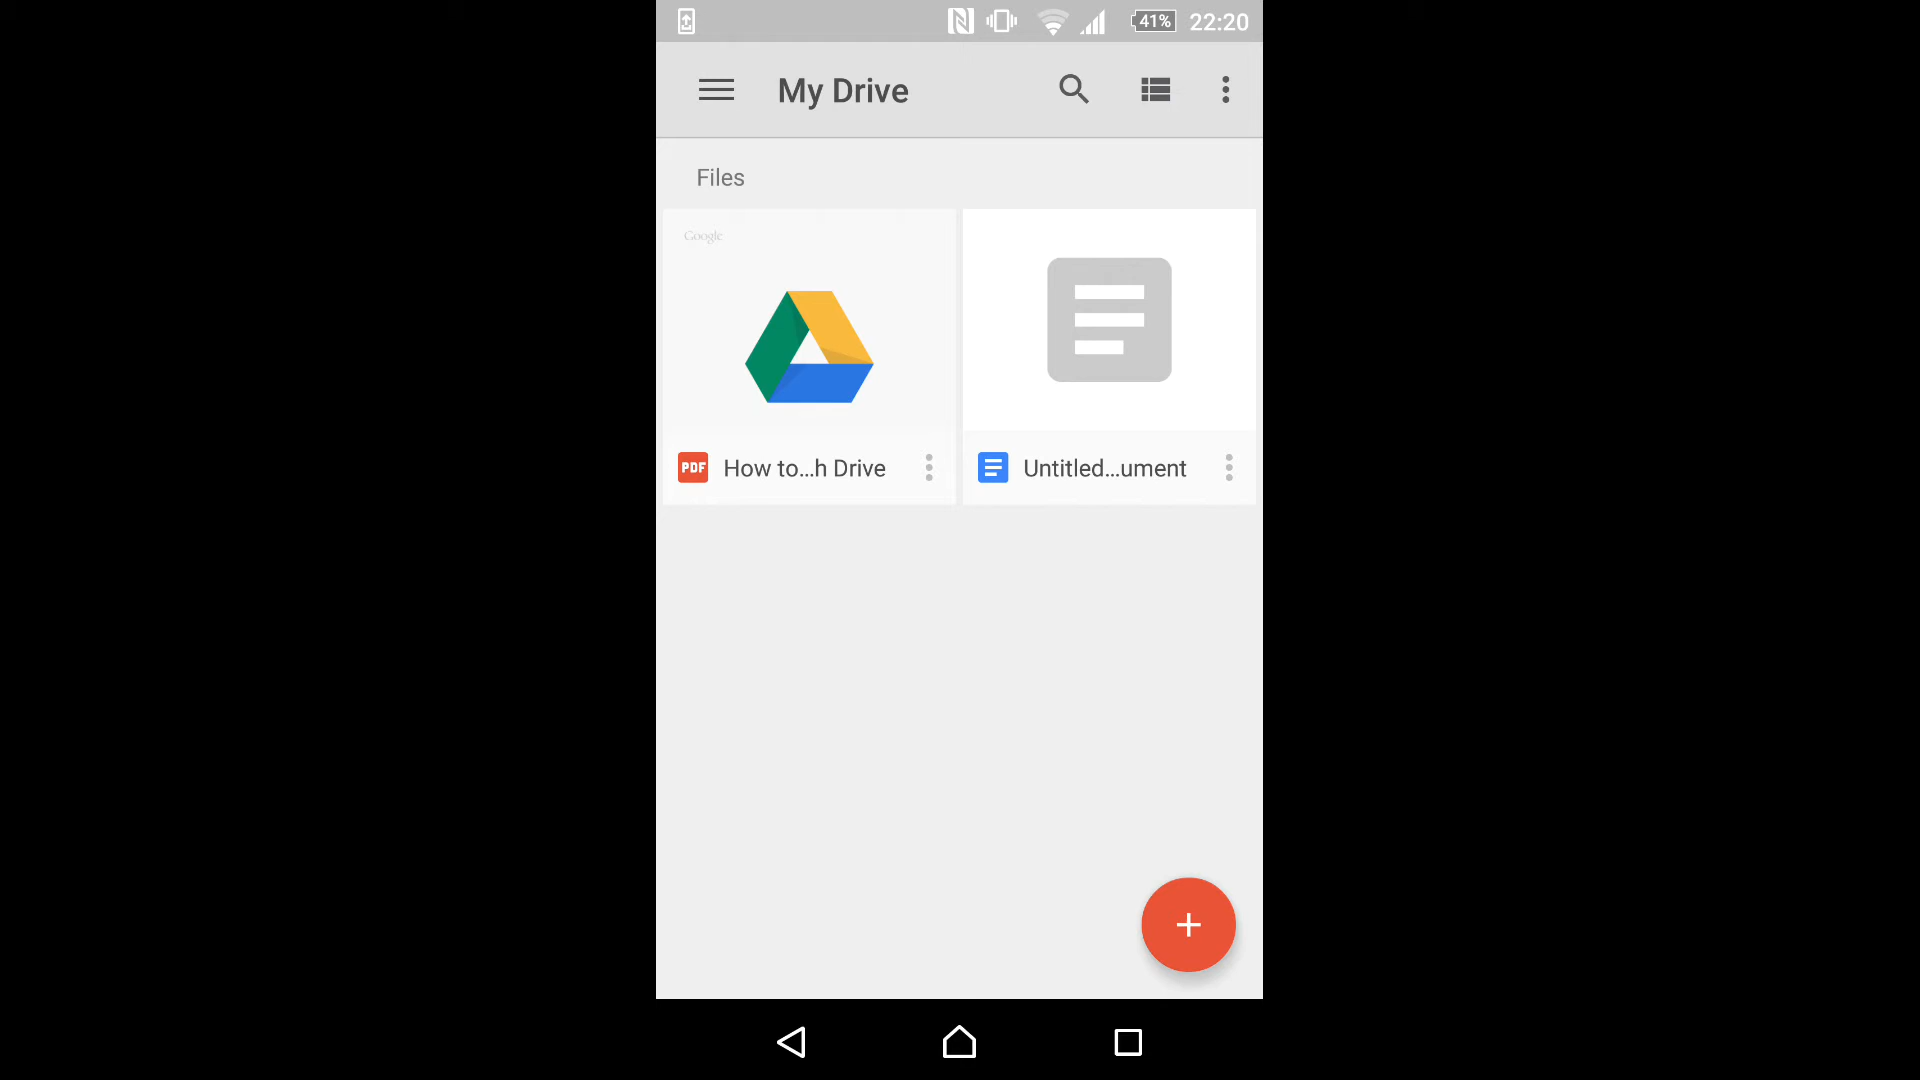 41% 22:20
My Drive
Files
Google
PDF How to...h Drive
Untitled...ument